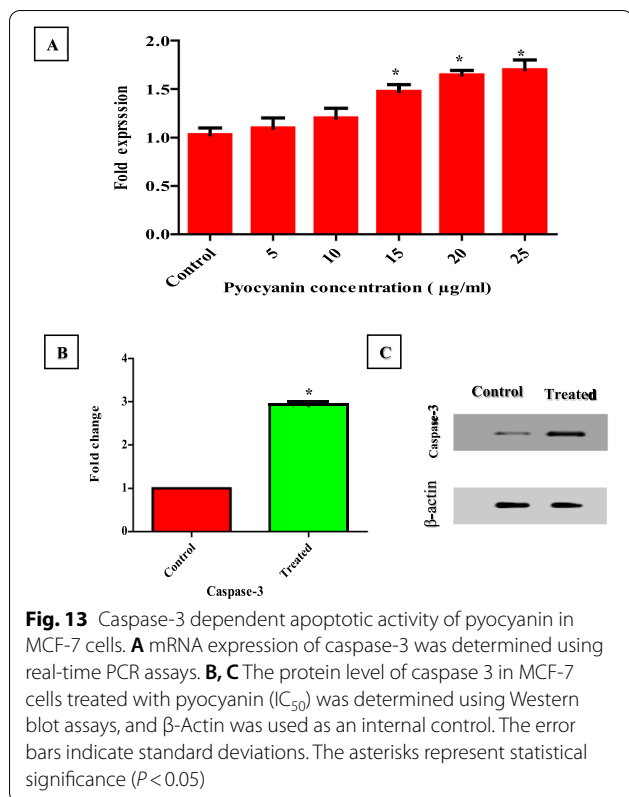 A
2.0
1.5
1.0
0.5
0.0
Fold exprssion
* * *
Control 5 10 15 20 25
Pyocyanin concentration ( µg/ml)
B
4
3
2
1
0
Fold change
*
Control Treated
Caspase-3
C
Control Treated
Caspase-3
β-actin
Fig. 13 Caspase-3 dependent apoptotic activity of pyocyanin in
MCF-7 cells. A mRNA expression of caspase-3 was determined using
real-time PCR assays. B, C The protein level of caspase 3 in MCF-7
cells treated with pyocyanin (IC50) was determined using Western
blot assays, and β-Actin was used as an internal control. The error
bars indicate standard deviations. The asterisks represent statistical
significance (P < 0.05)